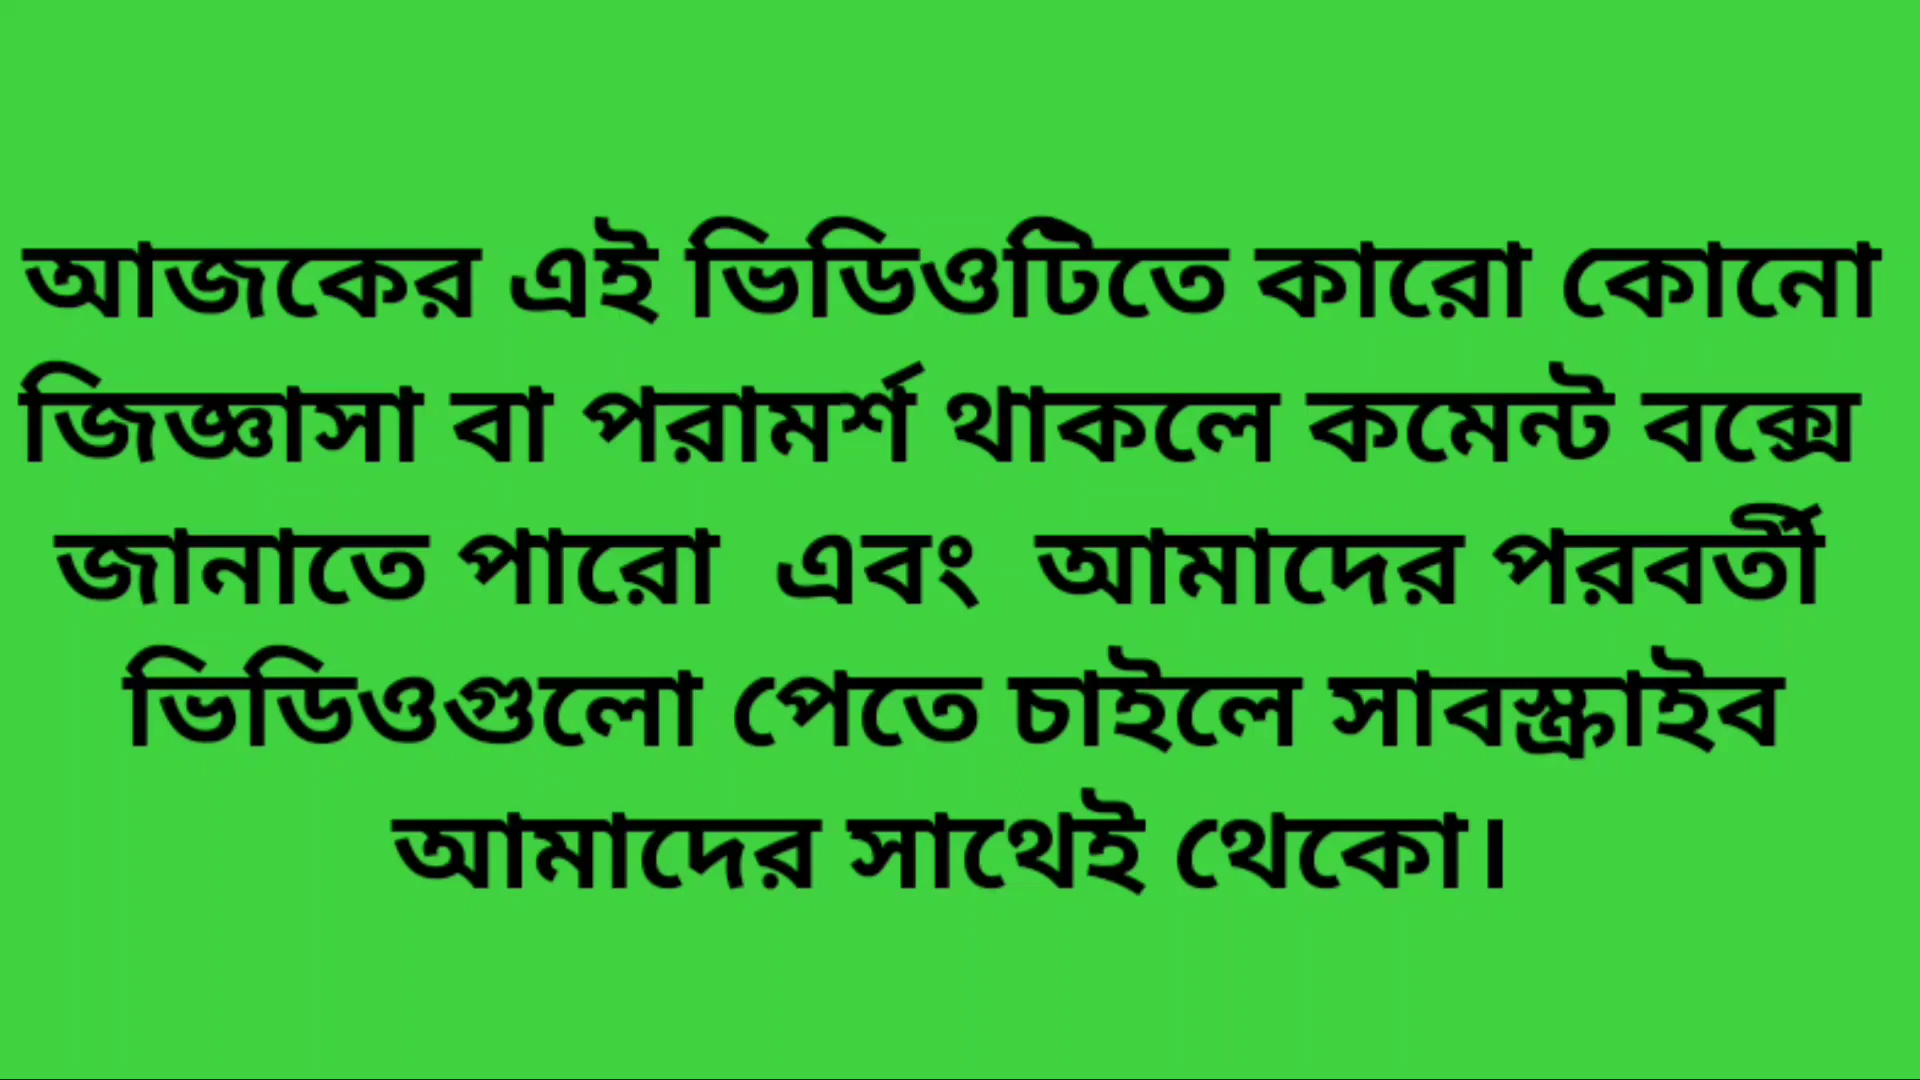 আজকের এই ভিডিওটিতে কারো কোনো
জিজ্ঞাসা বা পরামর্শ থাকলে কমেন্ট বক্সে
জানাতে পারো এবং আমাদের পরবর্তী
ভিডিওগুলো পেতে চাইলে সাবস্ক্রাইব
আমাদের সাথেই থেকো।